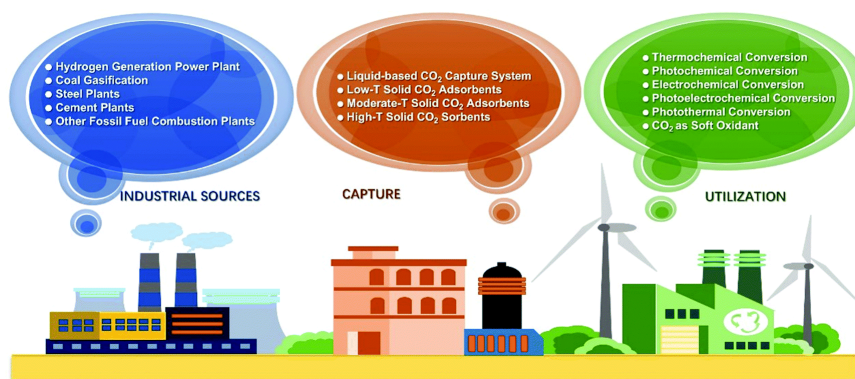 Hydrogen Generation Power Plant
Coal Gasification
Steel Plants
Cement Plants
Other Fossil Fuel Combustion Plants
INDUSTRIAL SOURCES
Liquid-based CO₂ Capture System
Low-T Solid CO₂ Adsorbents
Moderate-T Solid CO₂ Adsorbents
High-T Solid CO₂ Sorbents
CAPTURE
Thermochemical Conversion
Photochemical Conversion
Electrochemical Conversion
Photoelectrochemical Conversion
Photothermal Conversion
CO₂ as Soft Oxidant
UTILIZATION